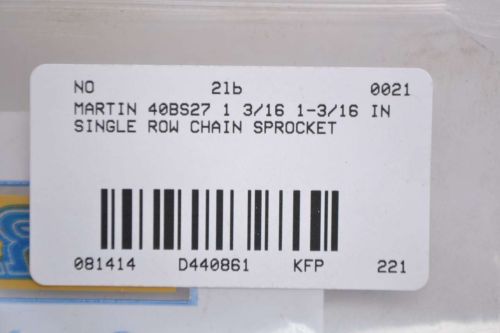 NO 2lb 0021
MARTIN 40BS27 1 3/16 1-3/16 IN
SINGLE ROW CHAIN SPROCKET
081414 D440861 KFP 221